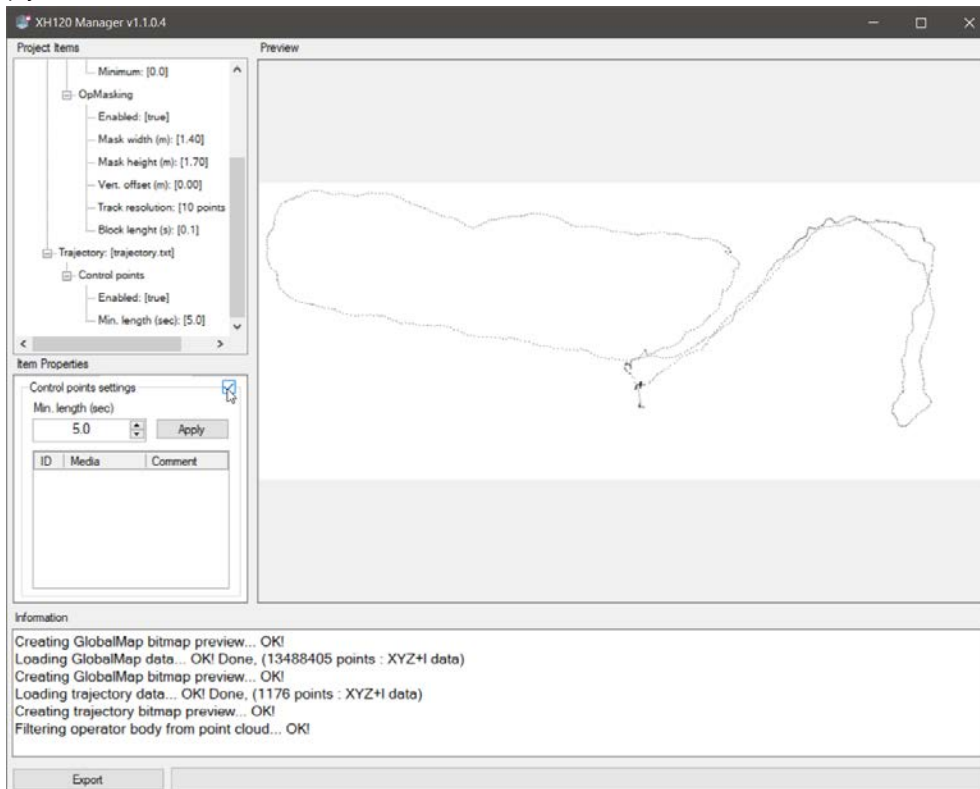 XH120 Manager v1.1.0.4
Project Items
Minimum: [0.0]
OpMasking
Enabled: [true]
Mask width (m): [1.40]
Mask height (m): [1.70]
Vert. offset (m): [0.00]
Track resolution: [10 points
Block lenght (s): [0.1]
Trajectory: [trajectory.txt]
Control points
Enabled: [true]
Min. length (sec): [5.0]
Item Properties
Control points settings
Min. length (sec)
5.0 Apply
ID Media Comment
Preview
Information
Creating GlobalMap bitmap preview... OK!
Loading GlobalMap data... OK! Done, (13488405 points : XYZ+I data)
Creating GlobalMap bitmap preview... OK!
Loading trajectory data... OK! Done, (1176 points : XYZ+I data)
Creating trajectory bitmap preview... OK!
Filtering operator body from point cloud... OK!
Export